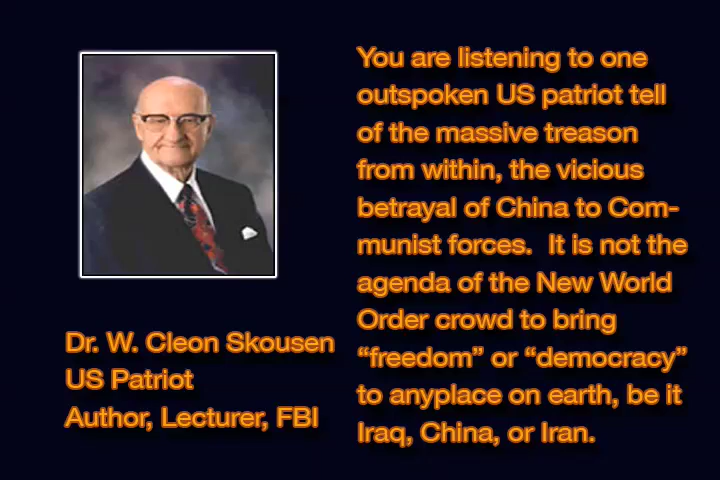 You are listening to one
outspoken US patriot tell
of the massive treason
from within, the vicious
betrayal of China to Com-
munist forces.  It is not the
agenda of the New World
Order crowd to bring
“freedom” or “democracy”
to anyplace on earth, be it
Iraq, China, or Iran.
Dr. W. Cleon Skousen
US Patriot
Author, Lecturer, FBI